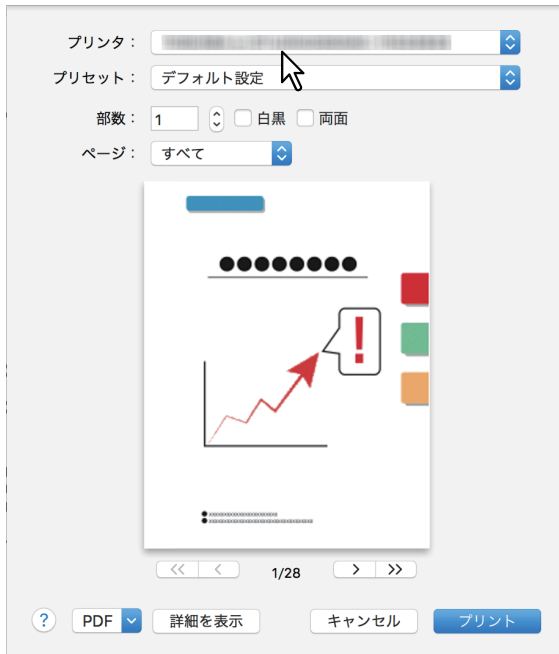 プリンタ：
プリセット： デフォルト設定
部数： 1 白黒 両面
ページ： すべて
!
<< < 1/28 > >>
? PDF 詳細を表示 キャンセル プリント